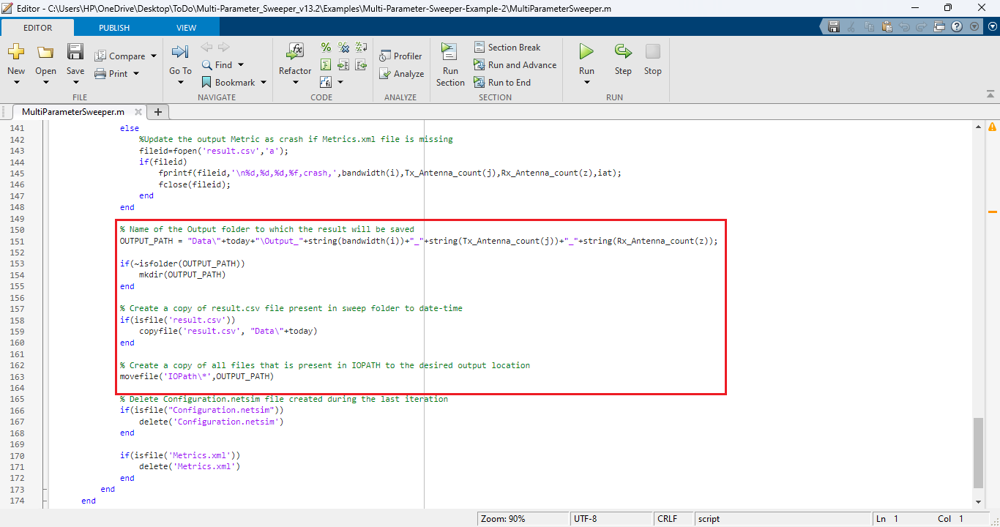 Editor - C:\Users\HP\OneDrive\Desktop\ToDo\Multi-Parameter_Sweeper_v13.2\Examples\Multi-Parameter-Sweeper-Example-2\MultiParameterSweeper.m
EDITOR PUBLISH VIEW
New Open Save Compare Print
FILE
Go To Find Bookmark
NAVIGATE
Refactor
CODE
Profiler Analyze
ANALYZE
Run Section Section Break Run and Advance Run to End
SECTION
Run Step Stop
RUN
MultiParameterSweeper.m
141 else
142 %Update the output Metric as crash if Metrics.xml file is missing
143 fileid=fopen('result.csv','a');
144 if(fileid)
145 fprintf(fileid,'\n%d,%d,%d,%f,crash,',bandwidth(i),Tx_Antenna_count(j),Rx_Antenna_count(z),iat);
146 fclose(fileid);
147 end
148 end
149
150 % Name of the Output folder to which the result will be saved
151 OUTPUT_PATH = "Data\"+today+"\Output_"+string(bandwidth(i))+"_"+string(Tx_Antenna_count(j))+"_"+string(Rx_Antenna_count(z));
152
153 if(~isfolder(OUTPUT_PATH))
154 mkdir(OUTPUT_PATH)
155 end
156
157 % Create a copy of result.csv file present in sweep folder to date-time
158 if(isfile('result.csv'))
159 copyfile('result.csv', "Data\"+today)
160 end
161
162 % Create a copy of all files that is present in IOPATH to the desired output location
163 movefile('IOPath\*',OUTPUT_PATH)
164
165 % Delete Configuration.netsim file created during the last iteration
166 if(isfile("Configuration.netsim"))
167 delete('Configuration.netsim')
168 end
169
170 if(isfile('Metrics.xml'))
171 delete('Metrics.xml')
172 end
173 end
174 end
Zoom: 90% UTF-8 CRLF script Ln 1 Col 1